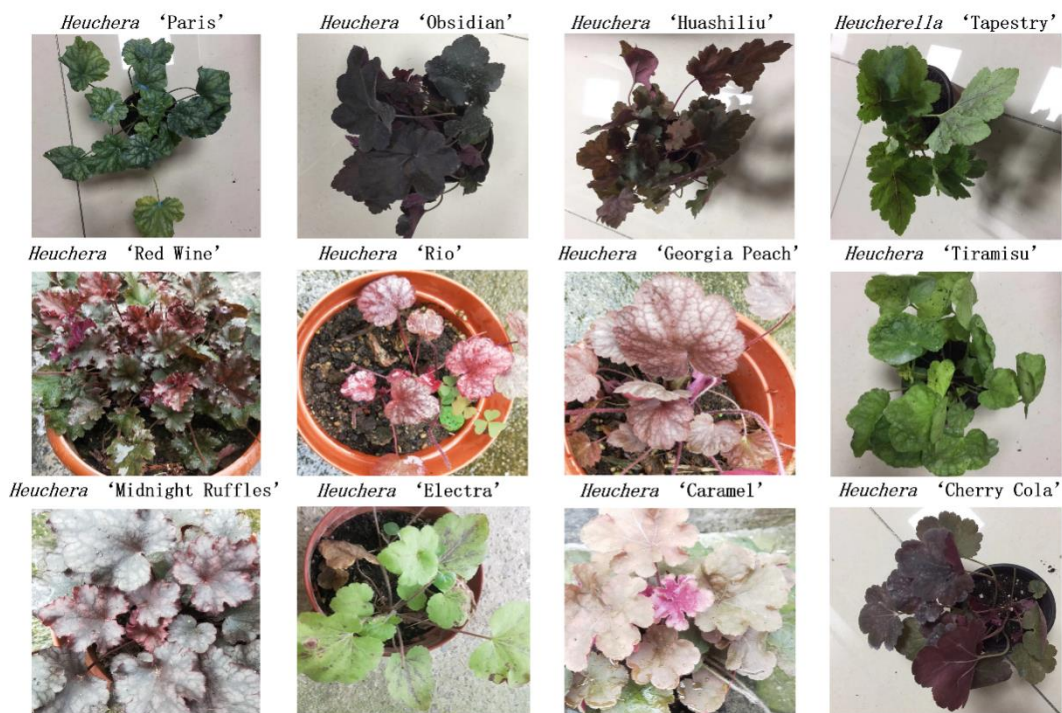 Heuchera ‘Paris’
Heuchera ‘Obsidian’
Heuchera ‘Huashiliu’
Heucherella ‘Tapestry’
Heuchera ‘Red Wine’
Heuchera ‘Rio’
Heuchera ‘Georgia Peach’
Heuchera ‘Tiramisu’
Heuchera ‘Midnight Ruffles’
Heuchera ‘Electra’
Heuchera ‘Caramel’
Heuchera ‘Cherry Cola’